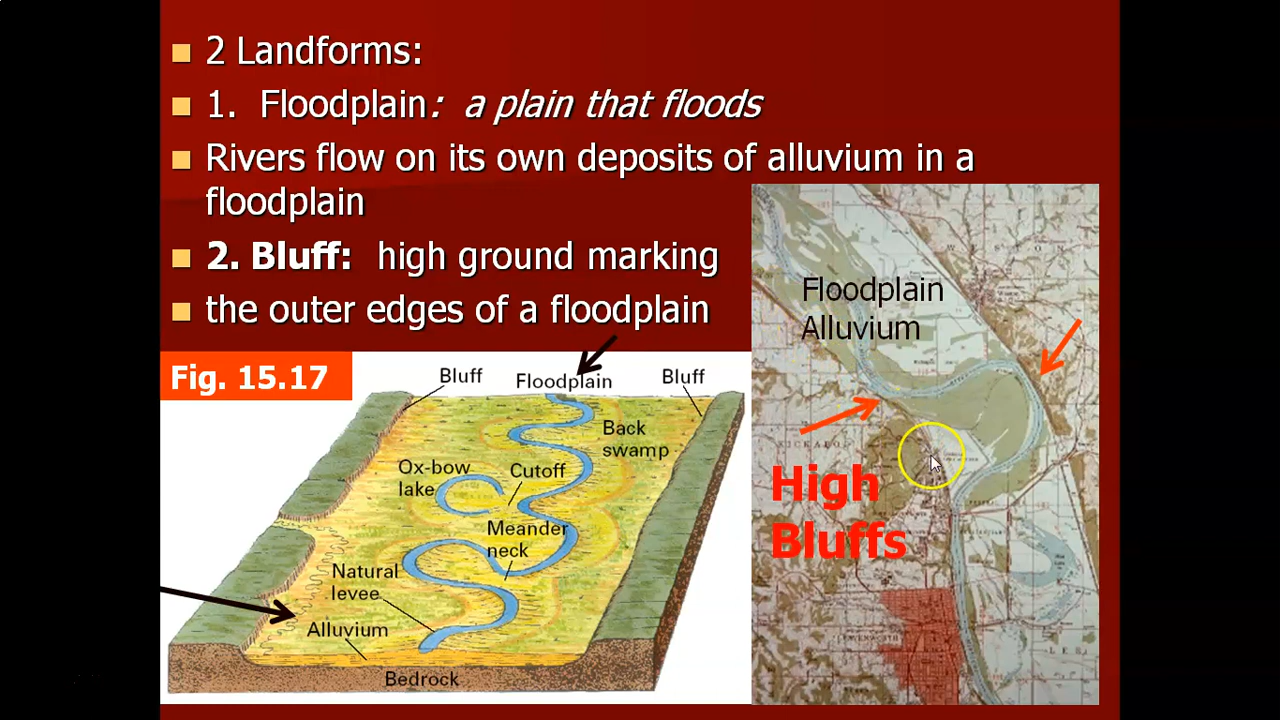 2 Landforms:
1. Floodplain: a plain that floods
Rivers flow on its own deposits of alluvium in a
floodplain
2. Bluff: high ground marking
the outer edges of a floodplain
Fig. 15.17
Bluff
Floodplain
Bluff
Back
swamp
Ox-bow
lake
Cutoff
Meander
neck
Natural
levee
Alluvium
Bedrock
Floodplain
Alluvium
High
Bluffs